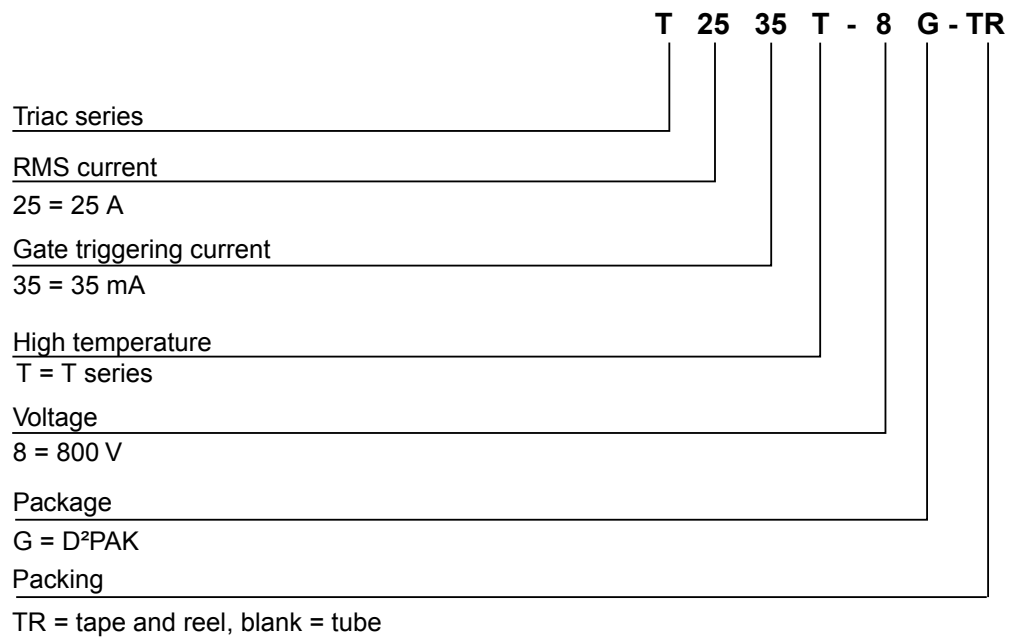 T 25 35 T - 8 G - TR
Triac series
RMS current
25 = 25 A
Gate triggering current
35 = 35 mA
High temperature
T = T series
Voltage
8 = 800 V
Package
G = D²PAK
Packing
TR = tape and reel, blank = tube